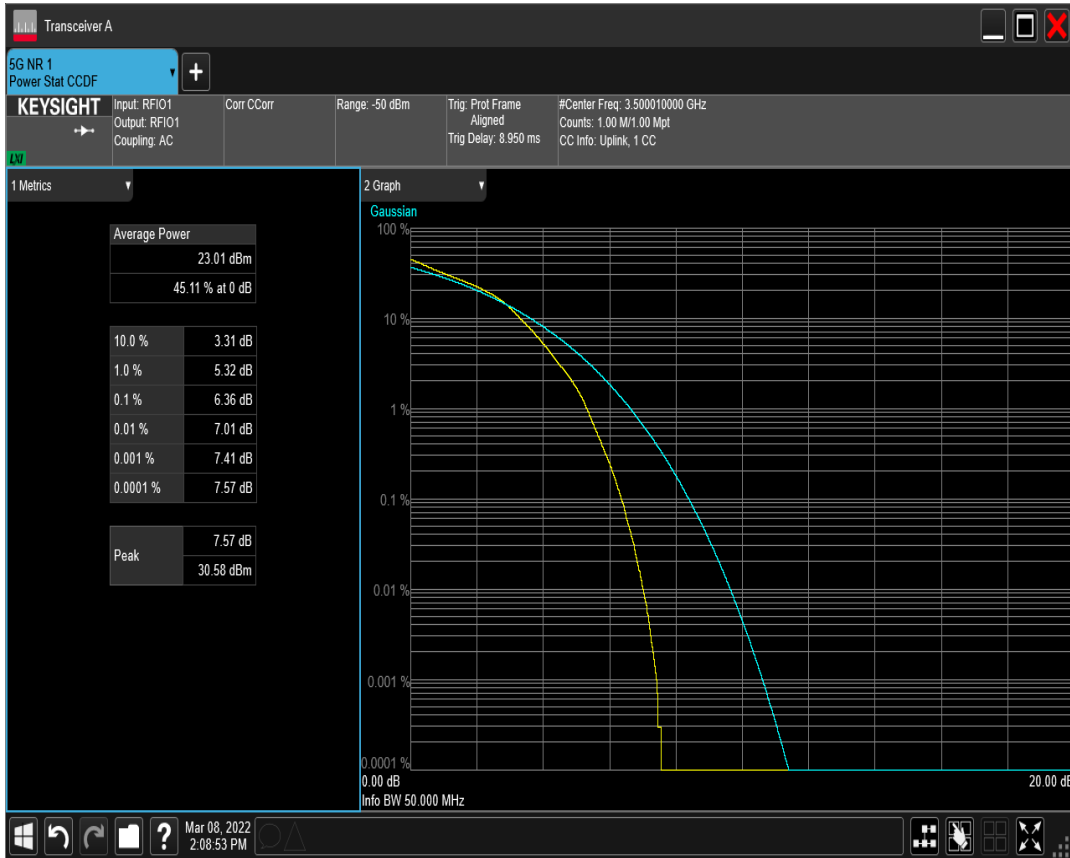 Transceiver A
5G NR 1
Power Stat CCDF
+
KEYSIGHT
LXI
Input: RFIO1
Output: RFIO1
Coupling: AC
Corr CCorr
Range: -50 dBm
Trig: Prot Frame
Aligned
Trig Delay: 8.950 ms
#Center Freq: 3.500010000 GHz
Counts: 1.00 M/1.00 Mpt
CC Info: Uplink, 1 CC
1 Metrics
Average Power
23.01 dBm
45.11 % at 0 dB
10.0 % 3.31 dB
1.0 % 5.32 dB
0.1 % 6.36 dB
0.01 % 7.01 dB
0.001 % 7.41 dB
0.0001 % 7.57 dB
Peak
7.57 dB
30.58 dBm
2 Graph
Gaussian
100 %
10 %
1 %
0.1 %
0.01 %
0.001 %
0.0001 %
0.00 dB
20.00 dB
Info BW 50.000 MHz
?
Mar 08, 2022
2:08:53 PM